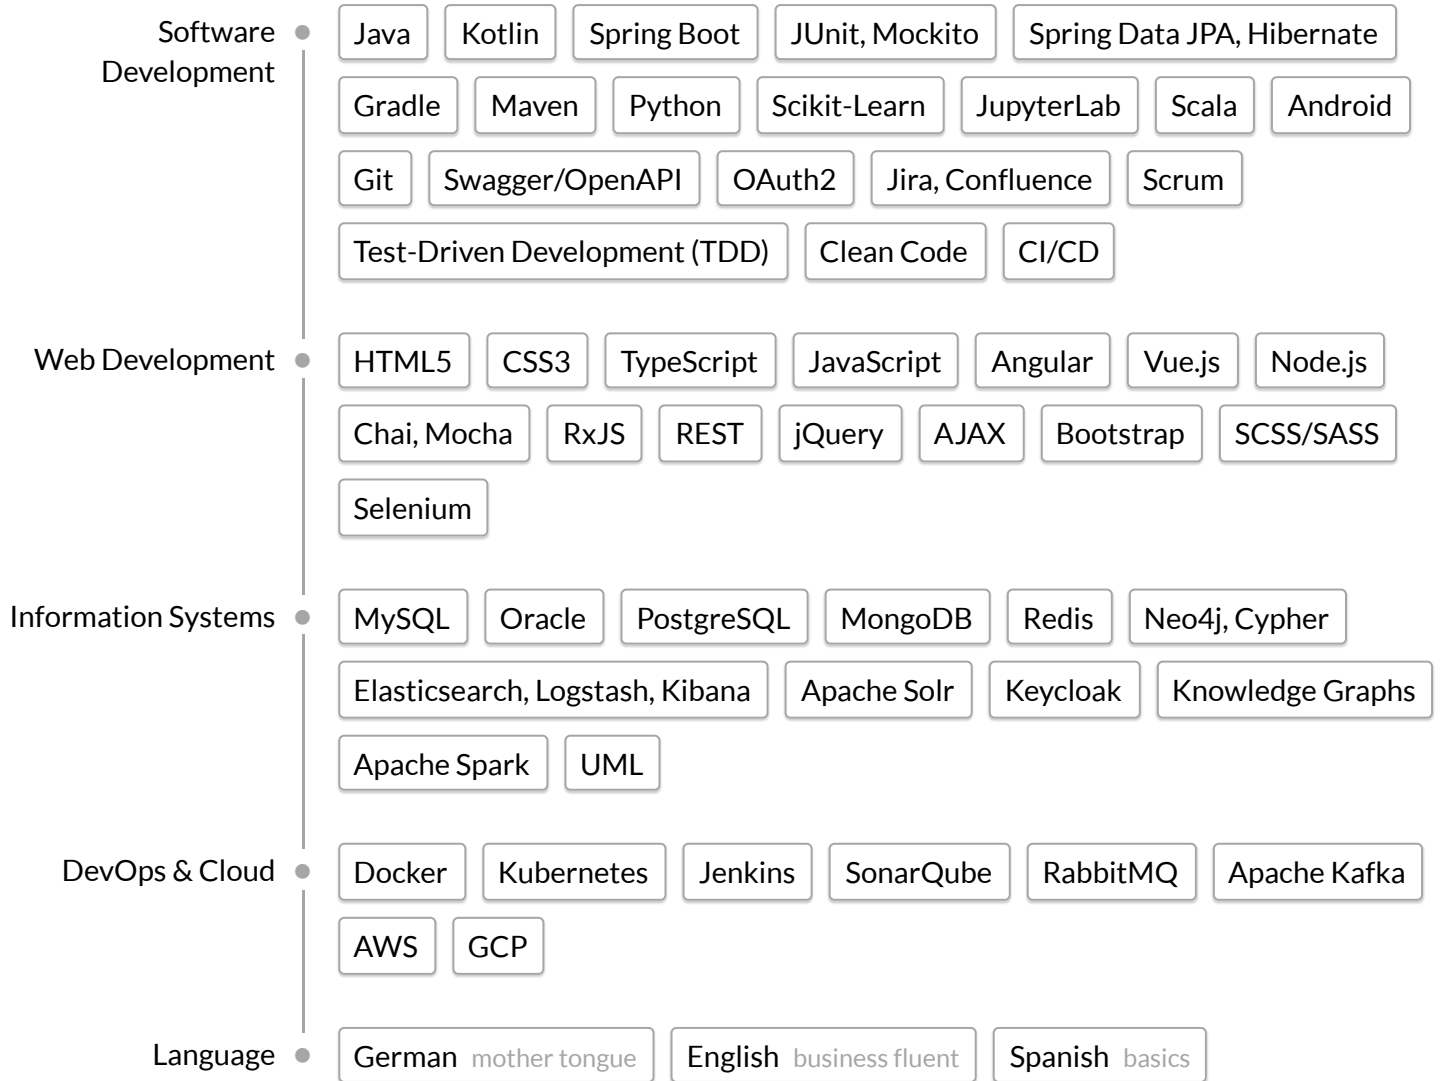 Software Development
Java Kotlin Spring Boot JUnit, Mockito Spring Data JPA, Hibernate
Gradle Maven Python Scikit-Learn JupyterLab Scala Android
Git Swagger/OpenAPI OAuth2 Jira, Confluence Scrum
Test-Driven Development (TDD) Clean Code CI/CD
Web Development
HTML5 CSS3 TypeScript JavaScript Angular Vue.js Node.js
Chai, Mocha RxJS REST jQuery AJAX Bootstrap SCSS/SASS
Selenium
Information Systems
MySQL Oracle PostgreSQL MongoDB Redis Neo4j, Cypher
Elasticsearch, Logstash, Kibana Apache Solr Keycloak Knowledge Graphs
Apache Spark UML
DevOps & Cloud
Docker Kubernetes Jenkins SonarQube RabbitMQ Apache Kafka
AWS GCP
Language
German mother tongue English business fluent Spanish basics